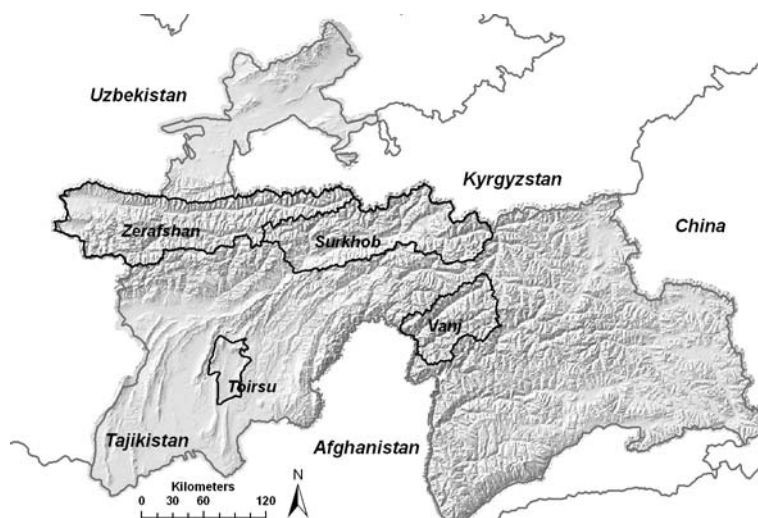 Uzbekistan
Kyrgyzstan
China
Zerafshan
Surkhob
Vanj
Toirsu
Tajikistan
Afghanistan
Kilometers
0 30 60 120
N